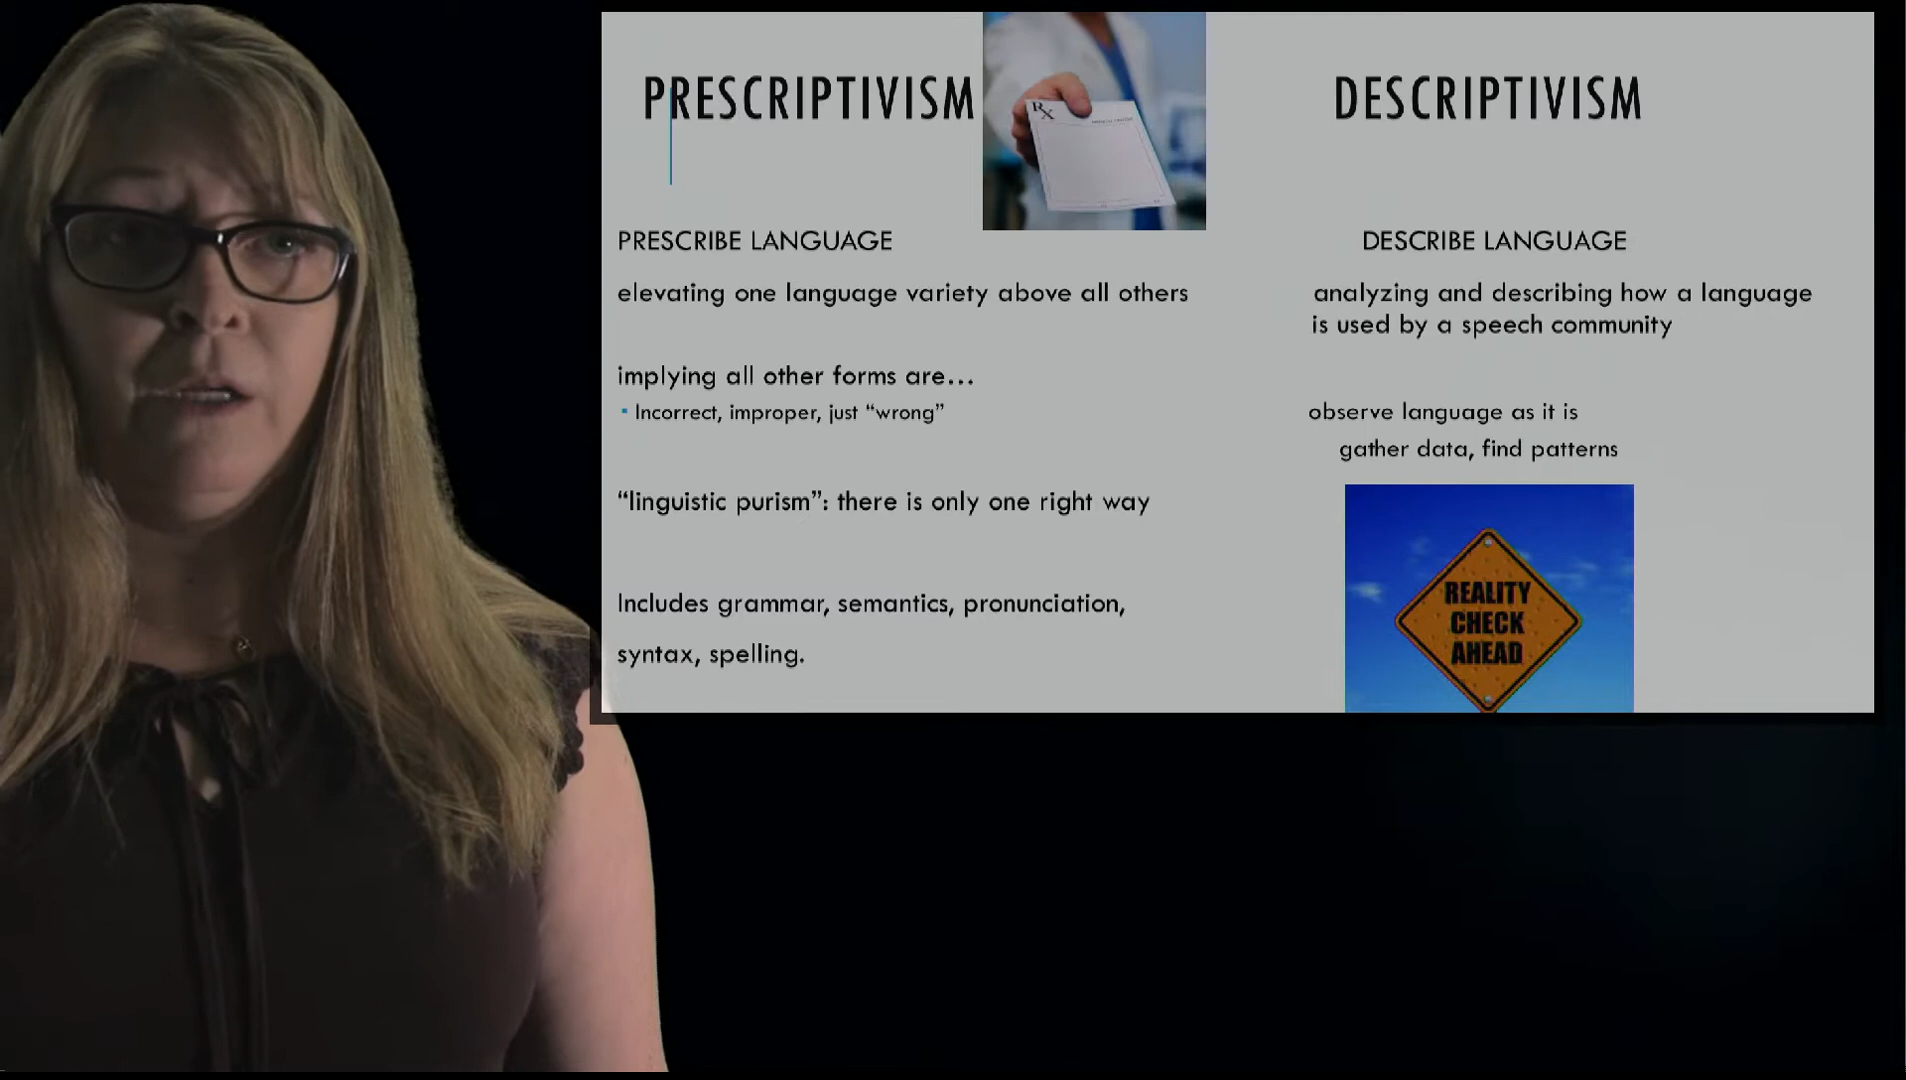 PRESCRIPTIVISM
Rx
PRESCRIBE LANGUAGE
elevating one language variety above all others
implying all other forms are…
▪ Incorrect, improper, just “wrong”
“linguistic purism”: there is only one right way
Includes grammar, semantics, pronunciation,
syntax, spelling.
DESCRIPTIVISM
DESCRIBE LANGUAGE
analyzing and describing how a language
is used by a speech community
observe language as it is
gather data, find patterns
REALITY
CHECK
AHEAD